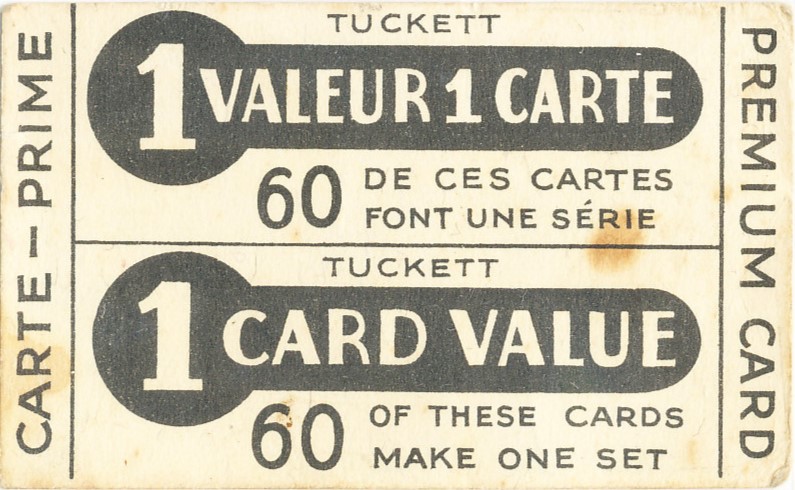 CARTE – PRIME
TUCKETT
1 VALEUR 1 CARTE
60 DE CES CARTES
FONT UNE SÉRIE
TUCKETT
1 CARD VALUE
60 OF THESE CARDS
MAKE ONE SET
PREMIUM CARD